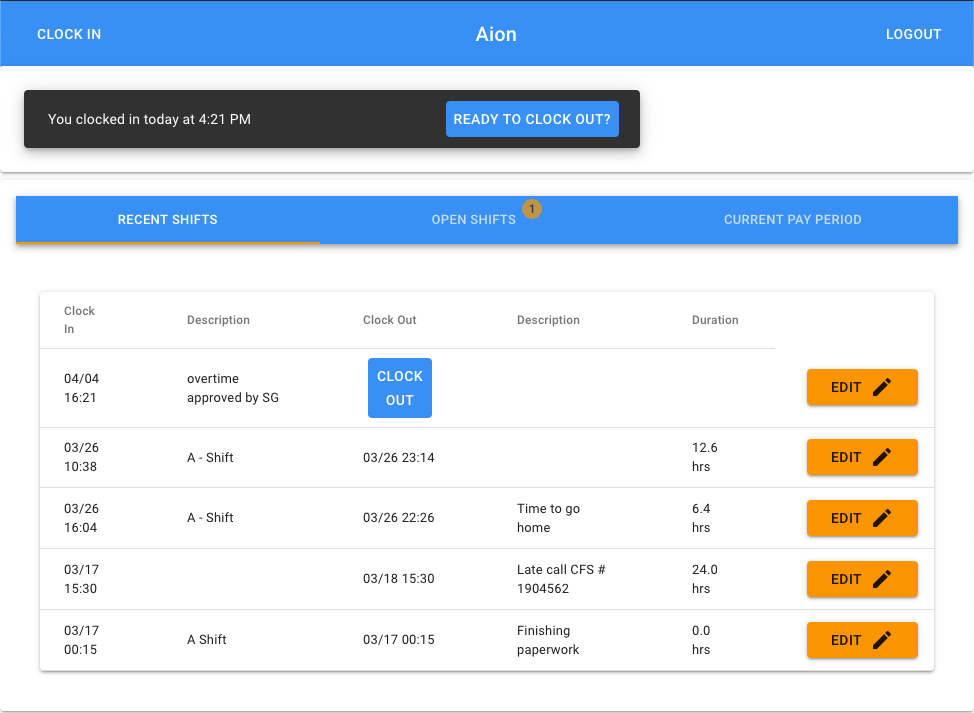 CLOCK IN
Aion
LOGOUT
You clocked in today at 4:21 PM
READY TO CLOCK OUT?
RECENT SHIFTS
OPEN SHIFTS
1
CURRENT PAY PERIOD
Clock
In
Description
Clock Out
Description
Duration
04/04
16:21
overtime
approved by SG
CLOCK
OUT
EDIT
03/26
10:38
A - Shift
03/26 23:14
12.6
hrs
EDIT
03/26
16:04
A - Shift
03/26 22:26
Time to go
home
6.4
hrs
EDIT
03/17
15:30
03/18 15:30
Late call CFS #
1904562
24.0
hrs
EDIT
03/17
00:15
A Shift
03/17 00:15
Finishing
paperwork
0.0
hrs
EDIT